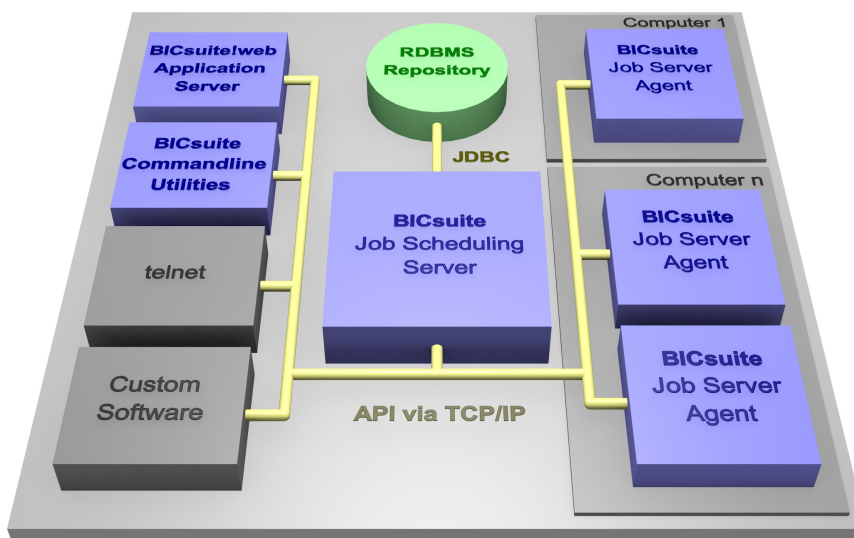 BICsuite!web
Application
Server
BICsuite
Commandline
Utilities
telnet
Custom
Software
RDBMS
Repository
JDBC
BICsuite
Job Scheduling
Server
API via TCP/IP
Computer 1
BICsuite
Job Server
Agent
Computer n
BICsuite
Job Server
Agent
BICsuite
Job Server
Agent